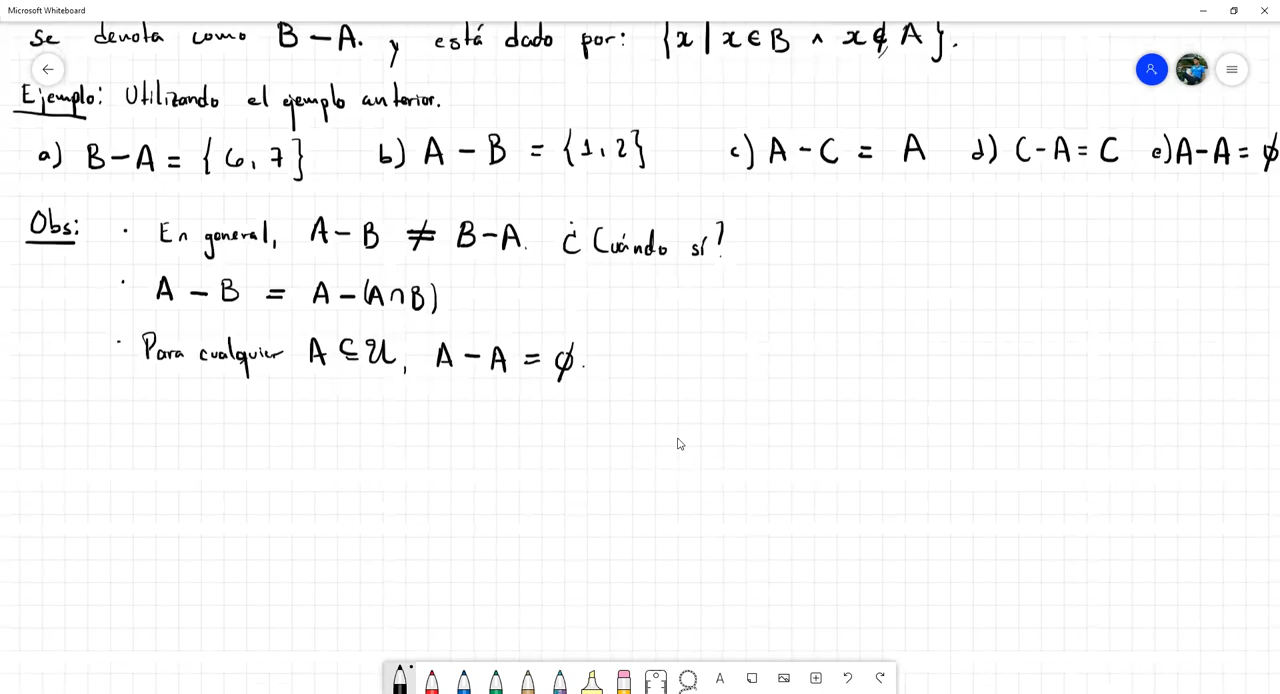 Microsoft Whiteboard
se denota como B – A. y está dado por: {x | x ∈ B ∧ x ∉ A}.
Ejemplo: Utilizando el ejemplo anterior.
a) B – A = {6, 7} b) A – B = {1, 2} c) A – C = A d) C – A = C e) A – A = ∅
Obs: · En general, A – B ≠ B – A. ¿Cuándo sí?
· A – B = A – (A ∩ B)
· Para cualquier A ⊆ U, A – A = ∅.
A